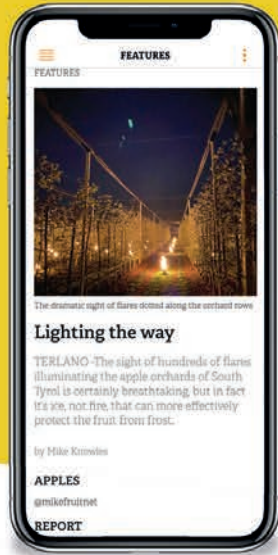 FEATURES
FEATURES
The dramatic sight of flares dotted along the orchard rows
Lighting the way
TERLANO -The sight of hundreds of flares
illuminating the apple orchards of South
Tyrol is certainly breathtaking, but in fact
it's ice, not fire, that can more effectively
protect the fruit from frost.
by Mike Knowles
APPLES
@mikefruitnet
REPORT